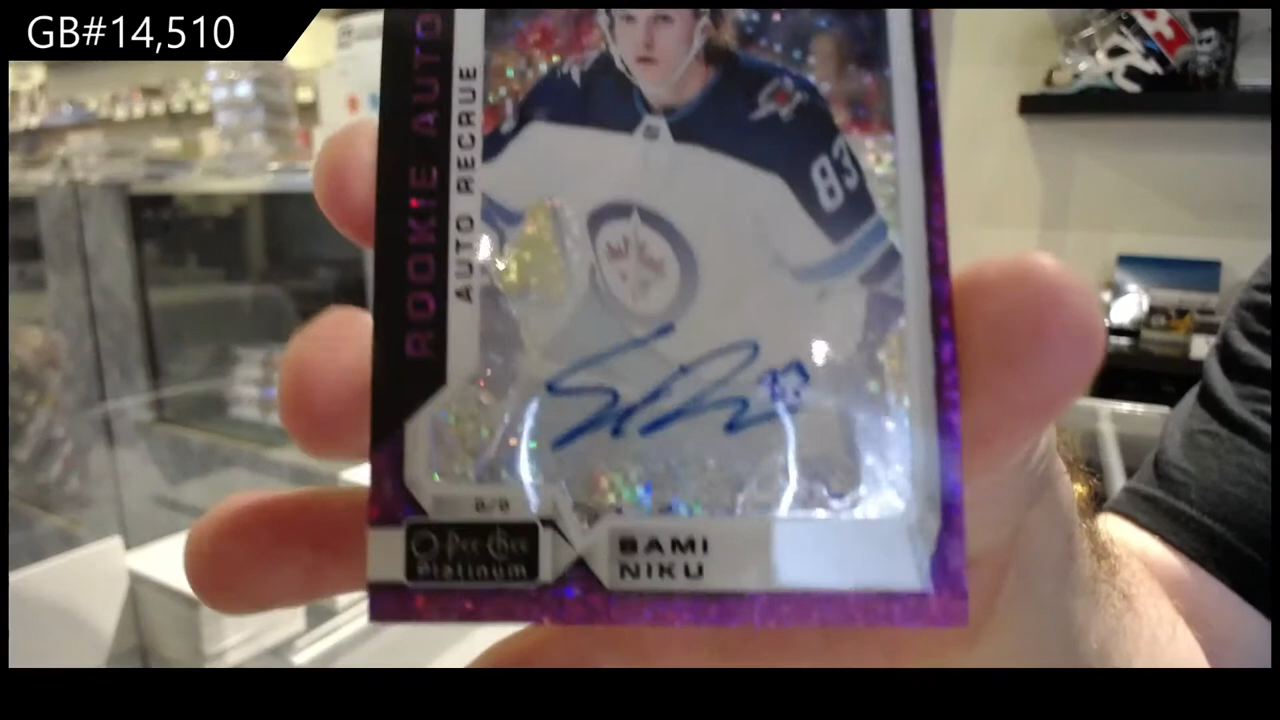 GB#14,510
ROOKIE AUTO
AUTO RECRUE
83
O-Pee-Chee
Platinum
SAMI
NIKU